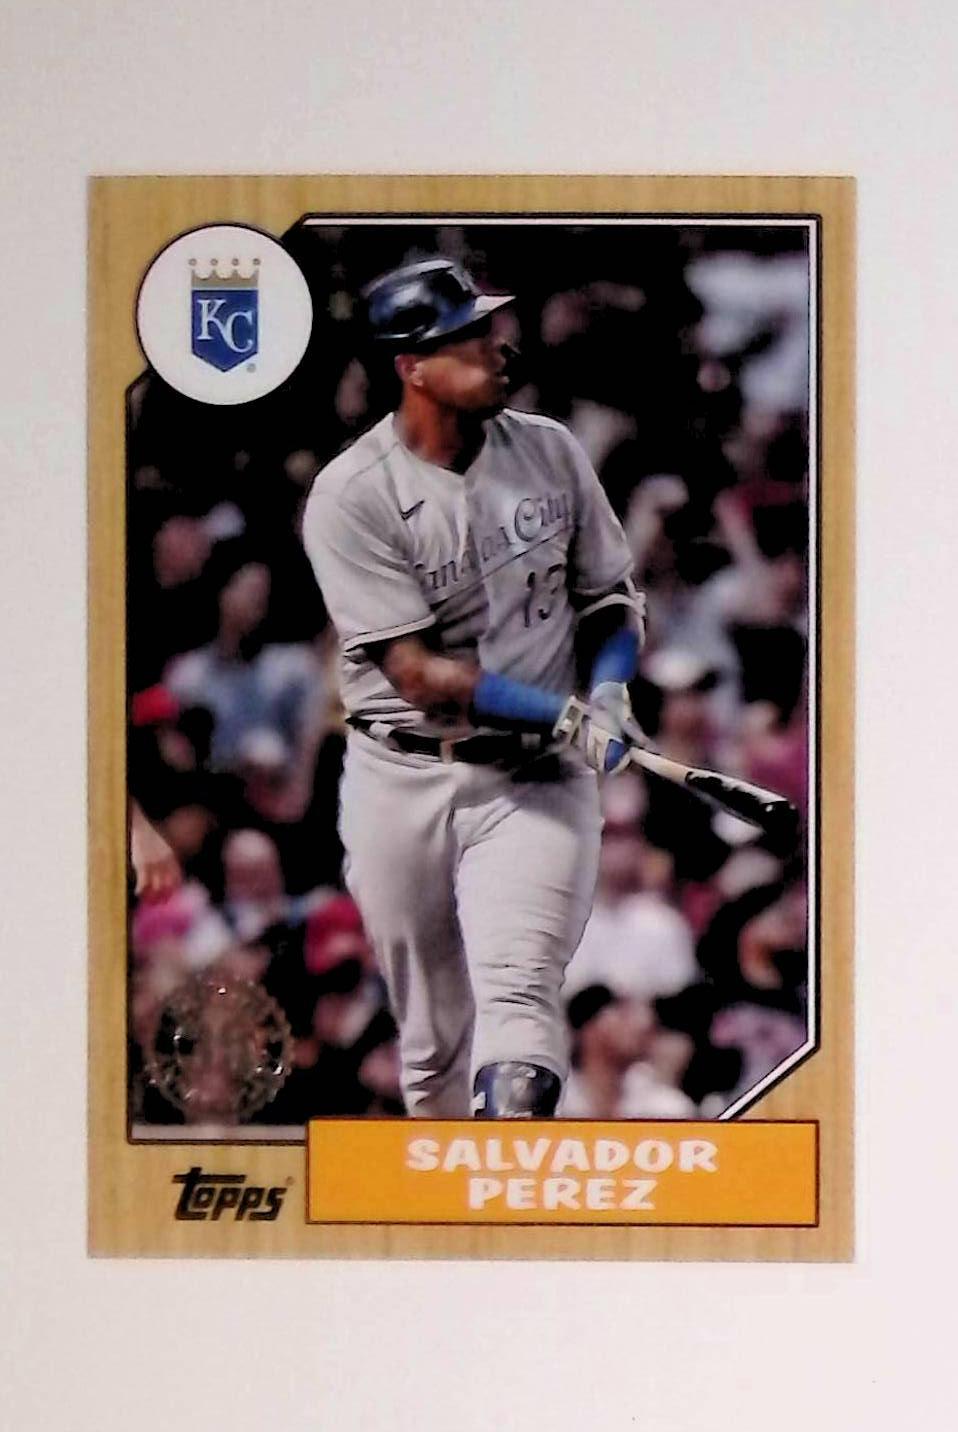 KC
Kansas City
13
SALVADOR
PEREZ
topps